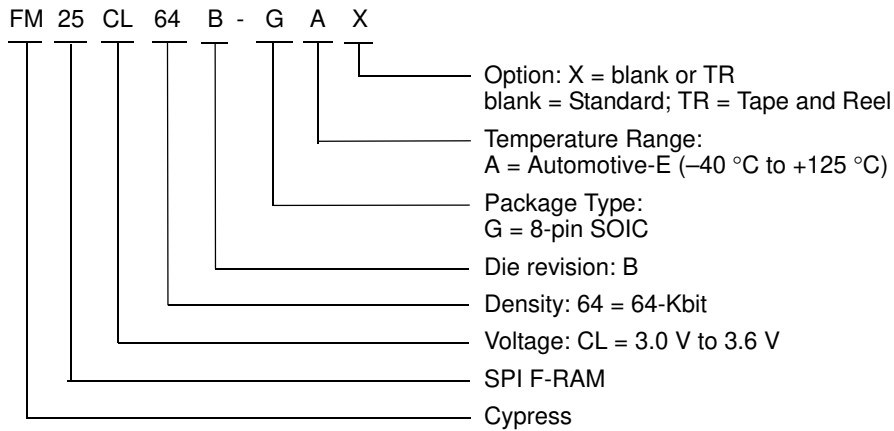 FM 25 CL 64 B - G A X
Option: X = blank or TR
blank = Standard; TR = Tape and Reel
Temperature Range:
A = Automotive-E (–40 °C to +125 °C)
Package Type:
G = 8-pin SOIC
Die revision: B
Density: 64 = 64-Kbit
Voltage: CL = 3.0 V to 3.6 V
SPI F-RAM
Cypress